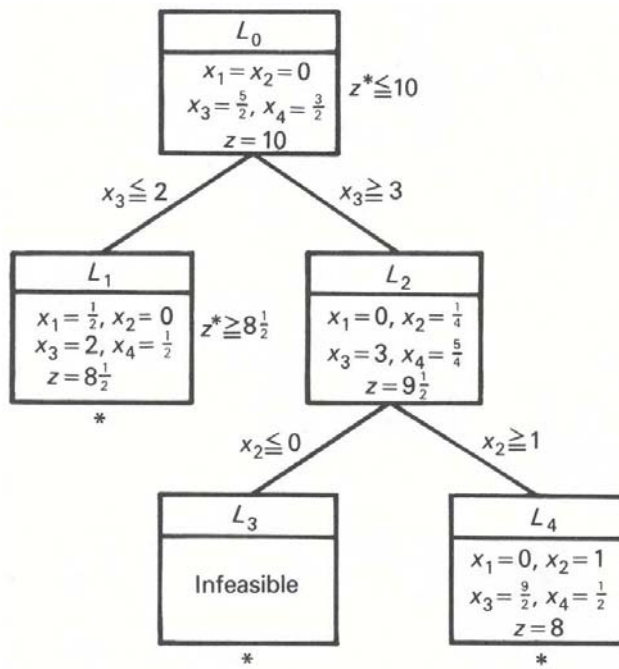 L₀
x₁ = x₂ = 0
x₃ = 5/2, x₄ = 3/2
z = 10
z* ≦ 10
x₃ ≦ 2
x₃ ≧ 3
L₁
x₁ = 1/2, x₂ = 0
x₃ = 2, x₄ = 1/2
z = 8 1/2
*
z* ≧ 8 1/2
L₂
x₁ = 0, x₂ = 1/4
x₃ = 3, x₄ = 5/4
z = 9 1/2
x₂ ≦ 0
x₂ ≧ 1
L₃
Infeasible
*
L₄
x₁ = 0, x₂ = 1
x₃ = 9/2, x₄ = 1/2
z = 8
*